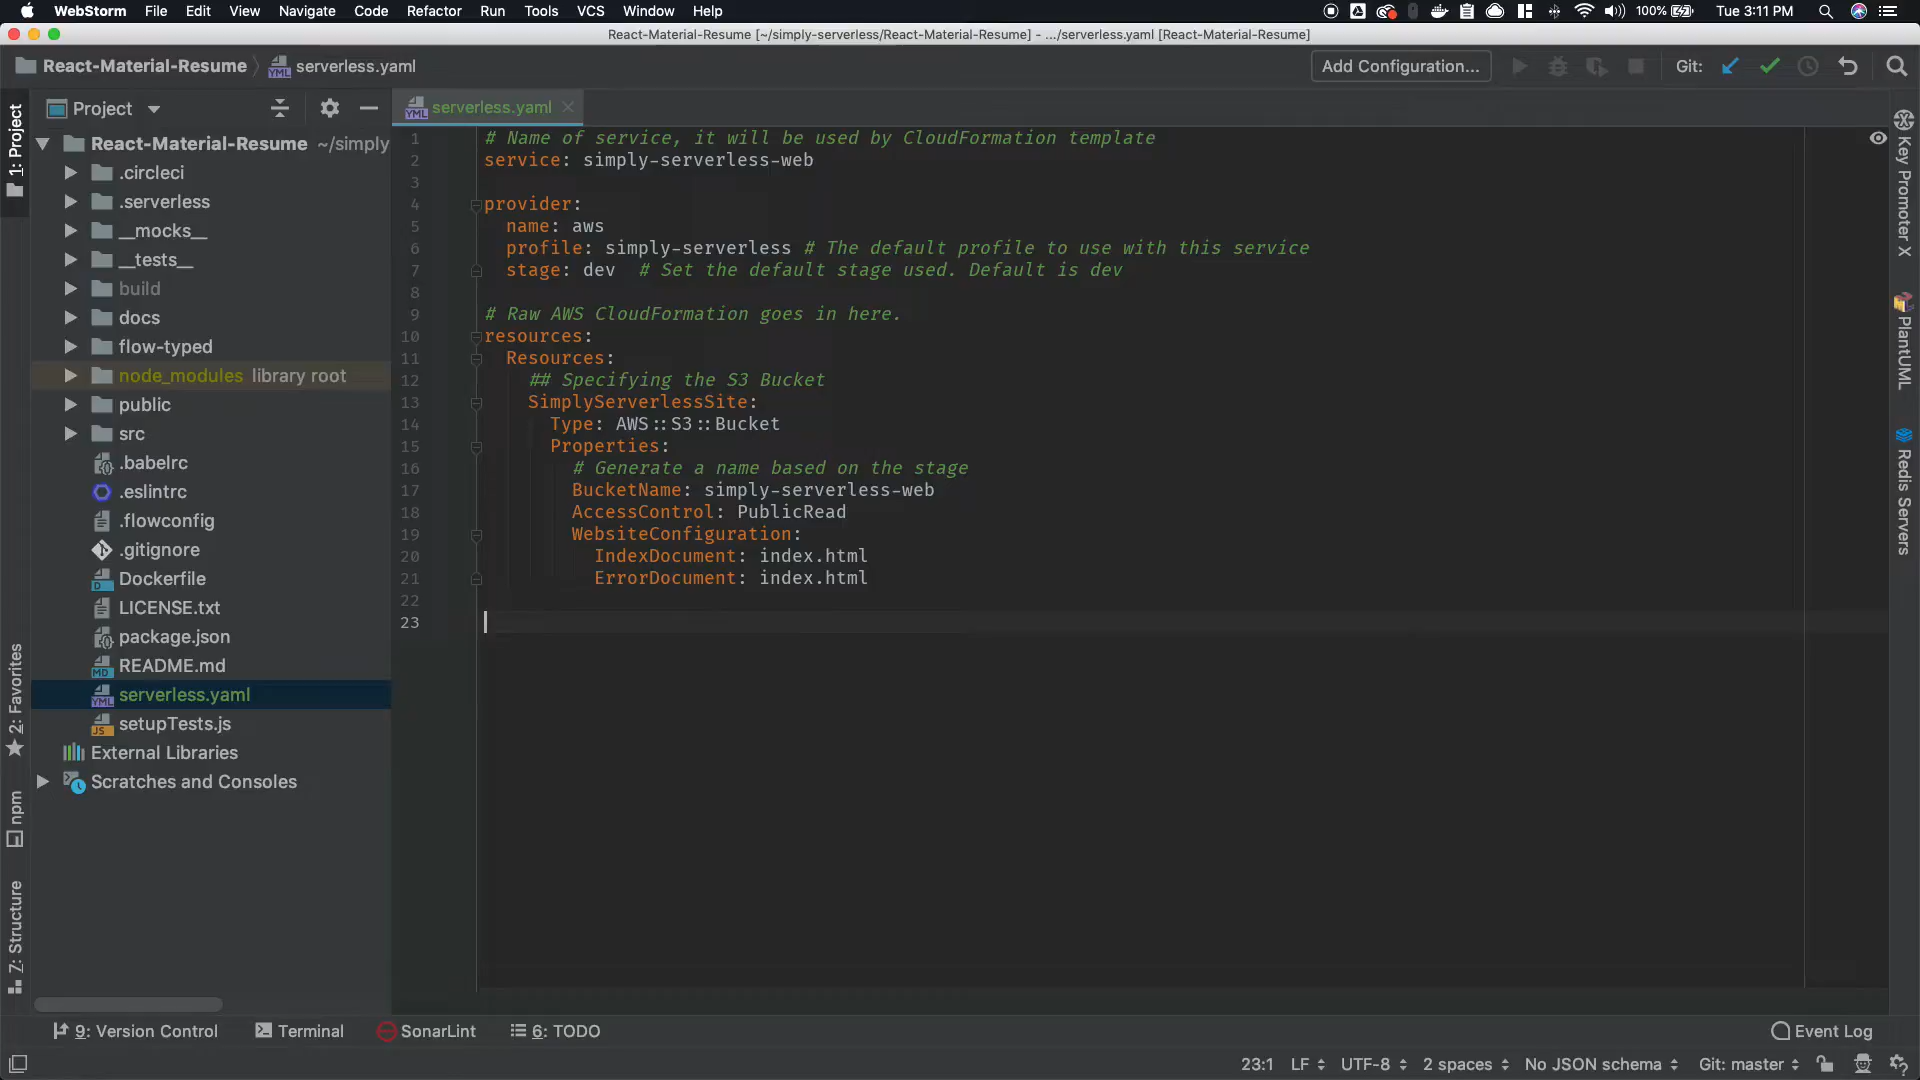 WebStorm File Edit View Navigate Code Refactor Run Tools VCS Window Help 100% Tue 3:11 PM
React-Material-Resume [~/simply-serverless/React-Material-Resume] - .../serverless.yaml [React-Material-Resume]
React-Material-Resume serverless.yaml Add Configuration... Git:
1: Project
2: Favorites
npm
7: Structure
Project
React-Material-Resume ~/simply
.circleci
.serverless
__mocks__
__tests__
build
docs
flow-typed
node_modules library root
public
src
.babelrc
.eslintrc
.flowconfig
.gitignore
Dockerfile
LICENSE.txt
package.json
README.md
serverless.yaml
setupTests.js
External Libraries
Scratches and Consoles
serverless.yaml
1 # Name of service, it will be used by CloudFormation template
2 service: simply-serverless-web
3
4 provider:
5 name: aws
6 profile: simply-serverless # The default profile to use with this service
7 stage: dev # Set the default stage used. Default is dev
8
9 # Raw AWS CloudFormation goes in here.
10 resources:
11 Resources:
12 ## Specifying the S3 Bucket
13 SimplyServerlessSite:
14 Type: AWS::S3::Bucket
15 Properties:
16 # Generate a name based on the stage
17 BucketName: simply-serverless-web
18 AccessControl: PublicRead
19 WebsiteConfiguration:
20 IndexDocument: index.html
21 ErrorDocument: index.html
22
23
Key Promoter X
PlantUML
Redis Servers
9: Version Control Terminal SonarLint 6: TODO Event Log
23:1 LF UTF-8 2 spaces No JSON schema Git: master